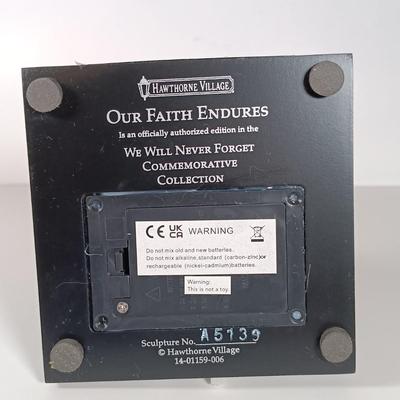 HAWTHORNE VILLAGE
OUR FAITH ENDURES
Is an officially authorized edition in the
WE WILL NEVER FORGET
COMMEMORATIVE
COLLECTION
CE UK CA WARNING
Do not mix old and new batteries.
Do not mix alkaline,standard (carbon-zinc)or
rechargeable (nickel-cadmium)batteries.
Warning:
This is not a toy.
Sculpture No. A5139
© Hawthorne Village
14-01159-006